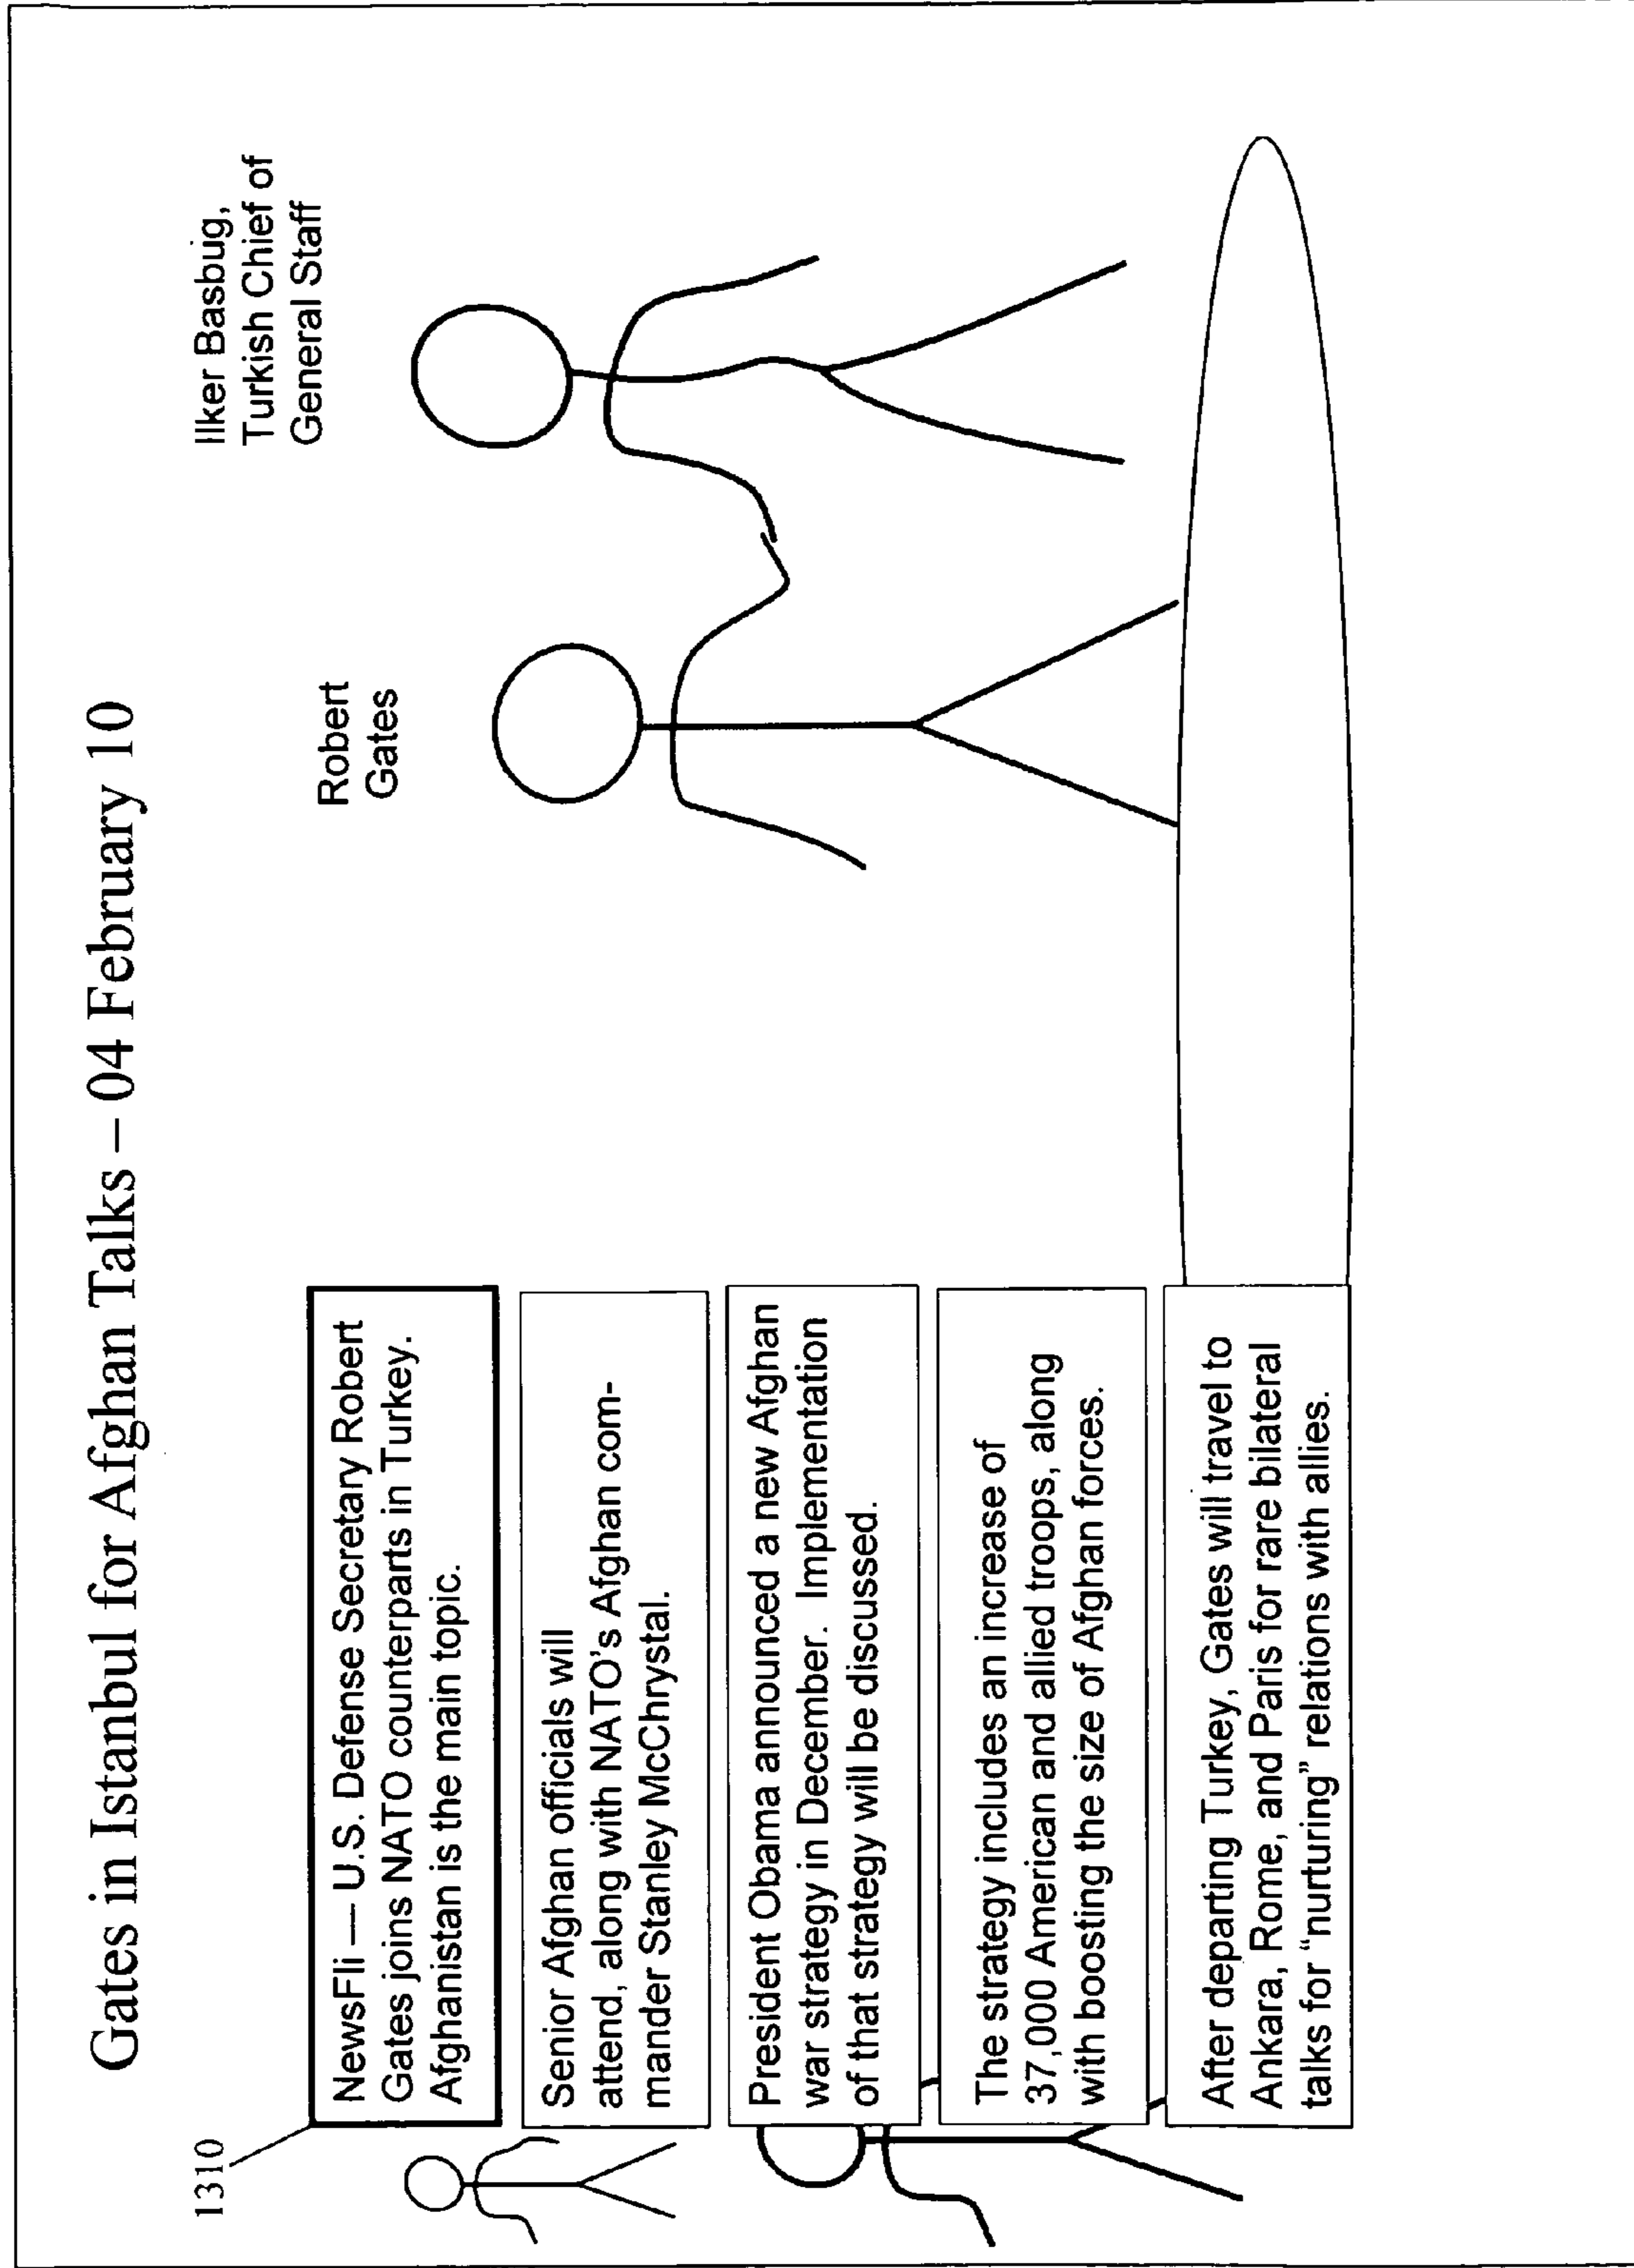 Gates in Istanbul for Afghan Talks – 04 February 10
1310
NewsFli — U.S. Defense Secretary Robert
Gates joins NATO counterparts in Turkey.
Afghanistan is the main topic.
Senior Afghan officials will
attend, along with NATO's Afghan com-
mander Stanley McChrystal.
President Obama announced a new Afghan
war strategy in December.  Implementation
of that strategy will be discussed.
The strategy includes an increase of
37,000 American and allied troops, along
with boosting the size of Afghan forces.
After departing Turkey, Gates will travel to
Ankara, Rome, and Paris for rare bilateral
talks for “nurturing” relations with allies.
Robert
Gates
Ilker Basbug,
Turkish Chief of
General Staff